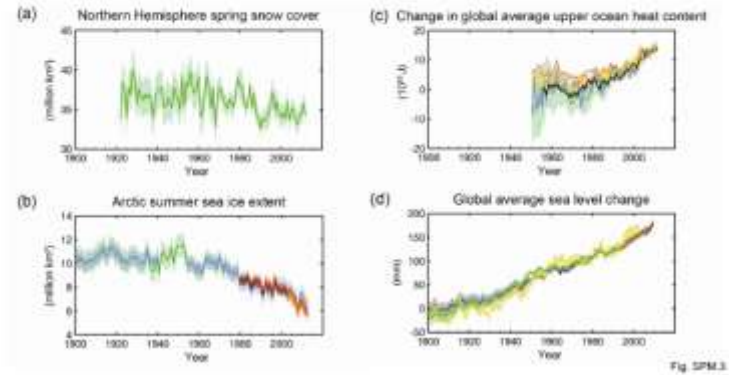 (a) Northern Hemisphere spring snow cover
(million km²)
45
40
35
30
1900 1920 1940 1960 1980 2000
Year
(b) Arctic summer sea ice extent
(million km²)
14
12
10
8
6
4
1900 1920 1940 1960 1980 2000
Year
(c) Change in global average upper ocean heat content
(10²² J)
20
10
0
-10
-20
1900 1920 1940 1960 1980 2000
Year
(d) Global average sea level change
(mm)
200
150
100
50
0
-50
1900 1920 1940 1960 1980 2000
Year
Fig. SPM.3